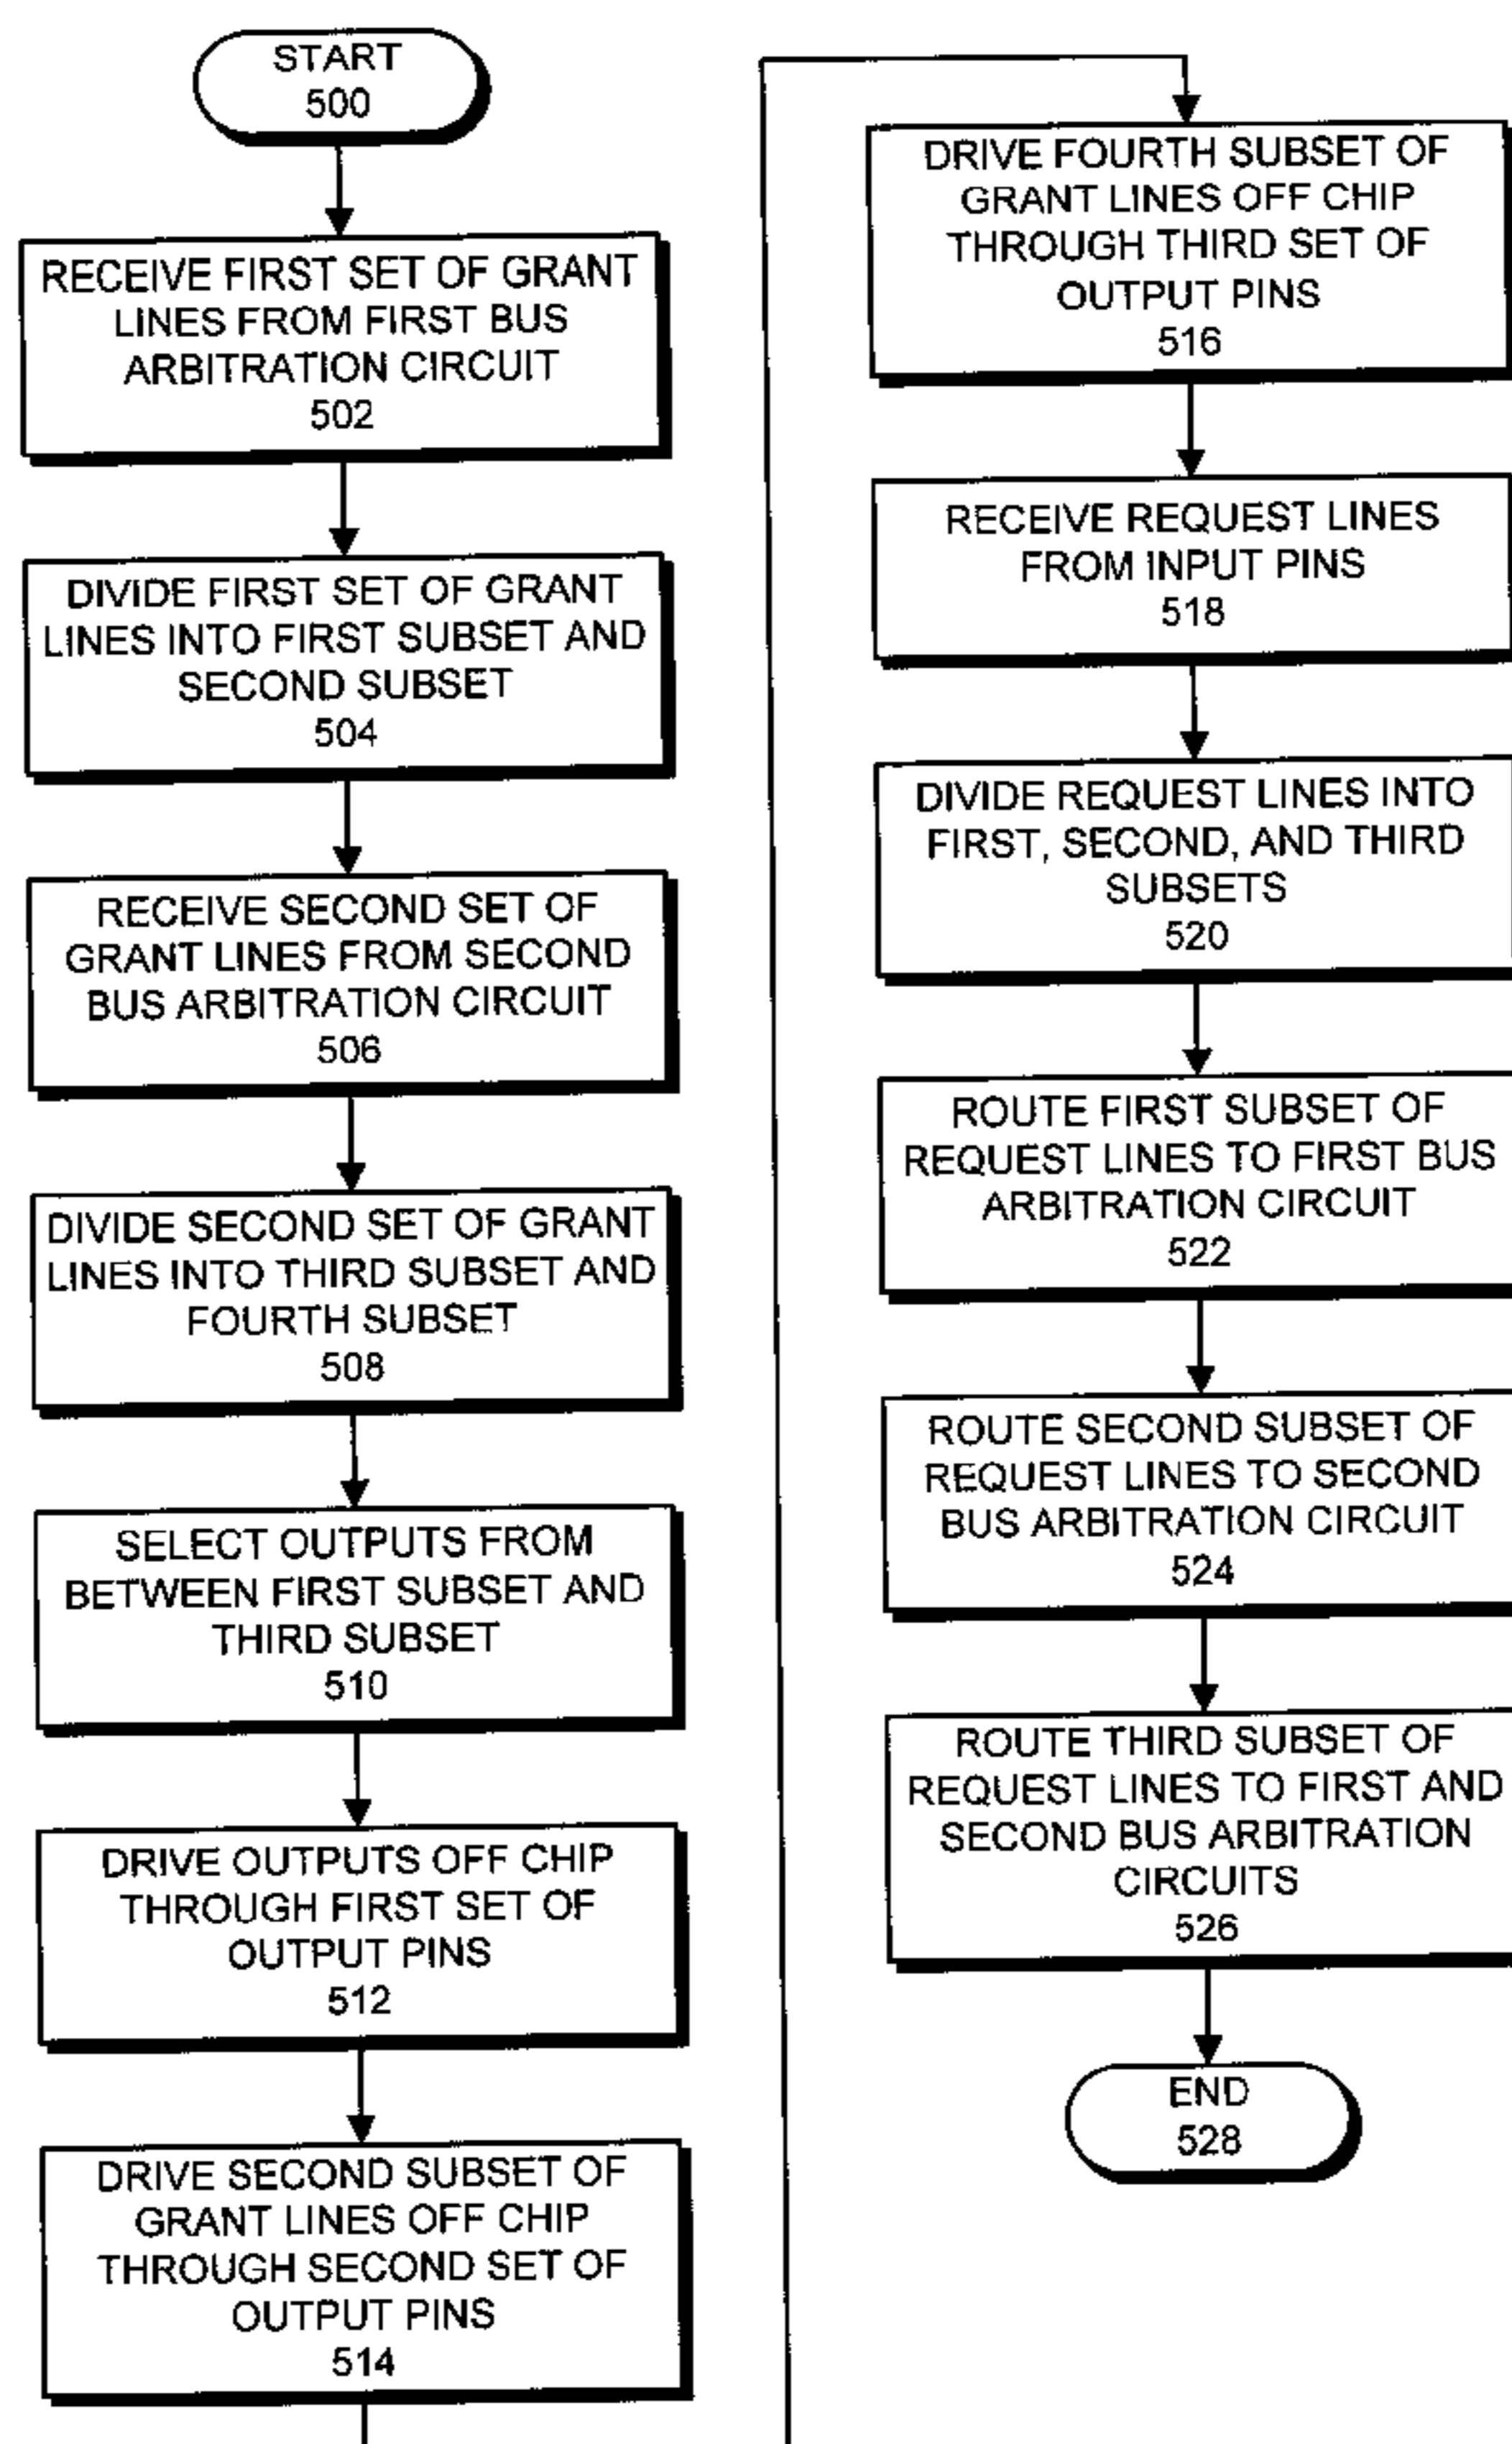 START
500
RECEIVE FIRST SET OF GRANT
LINES FROM FIRST BUS
ARBITRATION CIRCUIT
502
DIVIDE FIRST SET OF GRANT
LINES INTO FIRST SUBSET AND
SECOND SUBSET
504
RECEIVE SECOND SET OF
GRANT LINES FROM SECOND
BUS ARBITRATION CIRCUIT
506
DIVIDE SECOND SET OF GRANT
LINES INTO THIRD SUBSET AND
FOURTH SUBSET
508
SELECT OUTPUTS FROM
BETWEEN FIRST SUBSET AND
THIRD SUBSET
510
DRIVE OUTPUTS OFF CHIP
THROUGH FIRST SET OF
OUTPUT PINS
512
DRIVE SECOND SUBSET OF
GRANT LINES OFF CHIP
THROUGH SECOND SET OF
OUTPUT PINS
514
DRIVE FOURTH SUBSET OF
GRANT LINES OFF CHIP
THROUGH THIRD SET OF
OUTPUT PINS
516
RECEIVE REQUEST LINES
FROM INPUT PINS
518
DIVIDE REQUEST LINES INTO
FIRST, SECOND, AND THIRD
SUBSETS
520
ROUTE FIRST SUBSET OF
REQUEST LINES TO FIRST BUS
ARBITRATION CIRCUIT
522
ROUTE SECOND SUBSET OF
REQUEST LINES TO SECOND
BUS ARBITRATION CIRCUIT
524
ROUTE THIRD SUBSET OF
REQUEST LINES TO FIRST AND
SECOND BUS ARBITRATION
CIRCUITS
526
END
528